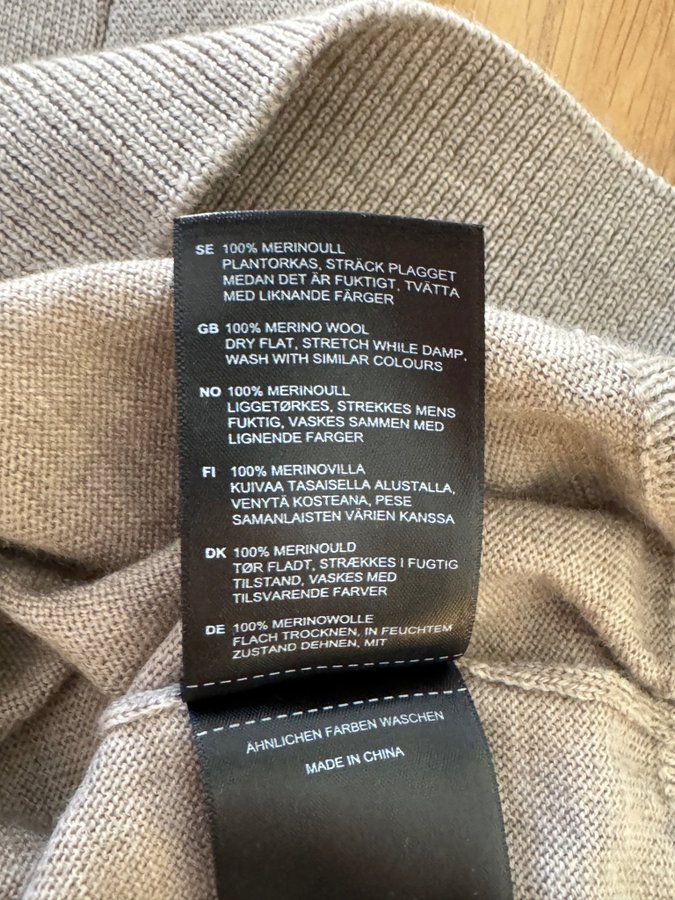 SE 100% MERINOULL
PLANTORKAS, STRÄCK PLAGGET
MEDAN DET ÄR FUKTIGT, TVÄTTA
MED LIKNANDE FÄRGER
GB 100% MERINO WOOL
DRY FLAT, STRETCH WHILE DAMP,
WASH WITH SIMILAR COLOURS
NO 100% MERINOULL
LIGGETØRKES, STREKKES MENS
FUKTIG, VASKES SAMMEN MED
LIGNENDE FARGER
FI 100% MERINOVILLA
KUIVAA TASAISELLA ALUSTALLA,
VENYTÄ KOSTEANA, PESE
SAMANLAISTEN VÄRIEN KANSSA
DK 100% MERINOULD
TØR FLADT, STRÆKKES I FUGTIG
TILSTAND, VASKES MED
TILSVARENDE FARVER
DE 100% MERINOWOLLE
FLACH TROCKNEN, IN FEUCHTEM
ZUSTAND DEHNEN, MIT
ÄHNLICHEN FARBEN WASCHEN
MADE IN CHINA